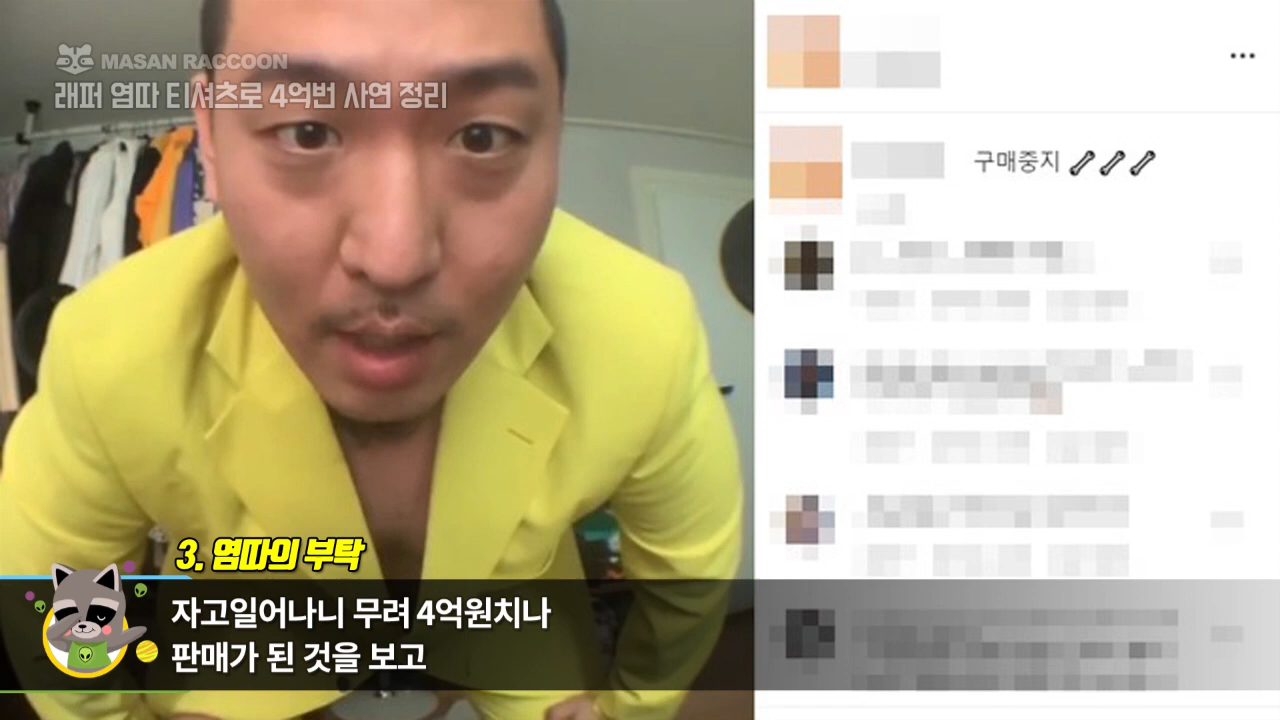 MASAN RACCOON
래퍼 염따 티셔츠로 4억번 사연 정리
구매중지
3. 염따의 부탁
자고일어나니 무려 4억원치나
판매가 된 것을 보고